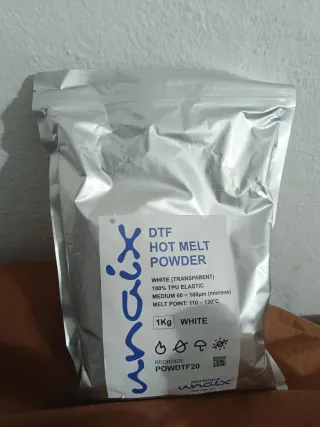 unaix®
DTF
HOT MELT
POWDER
WHITE (TRANSPARENT)
100% TPU ELASTIC
MEDIUM 60 ~ 160µm (microns)
MELT POINT: 110 ~ 130°C
1Kg WHITE
REORDER:
POWDTF20
unaix